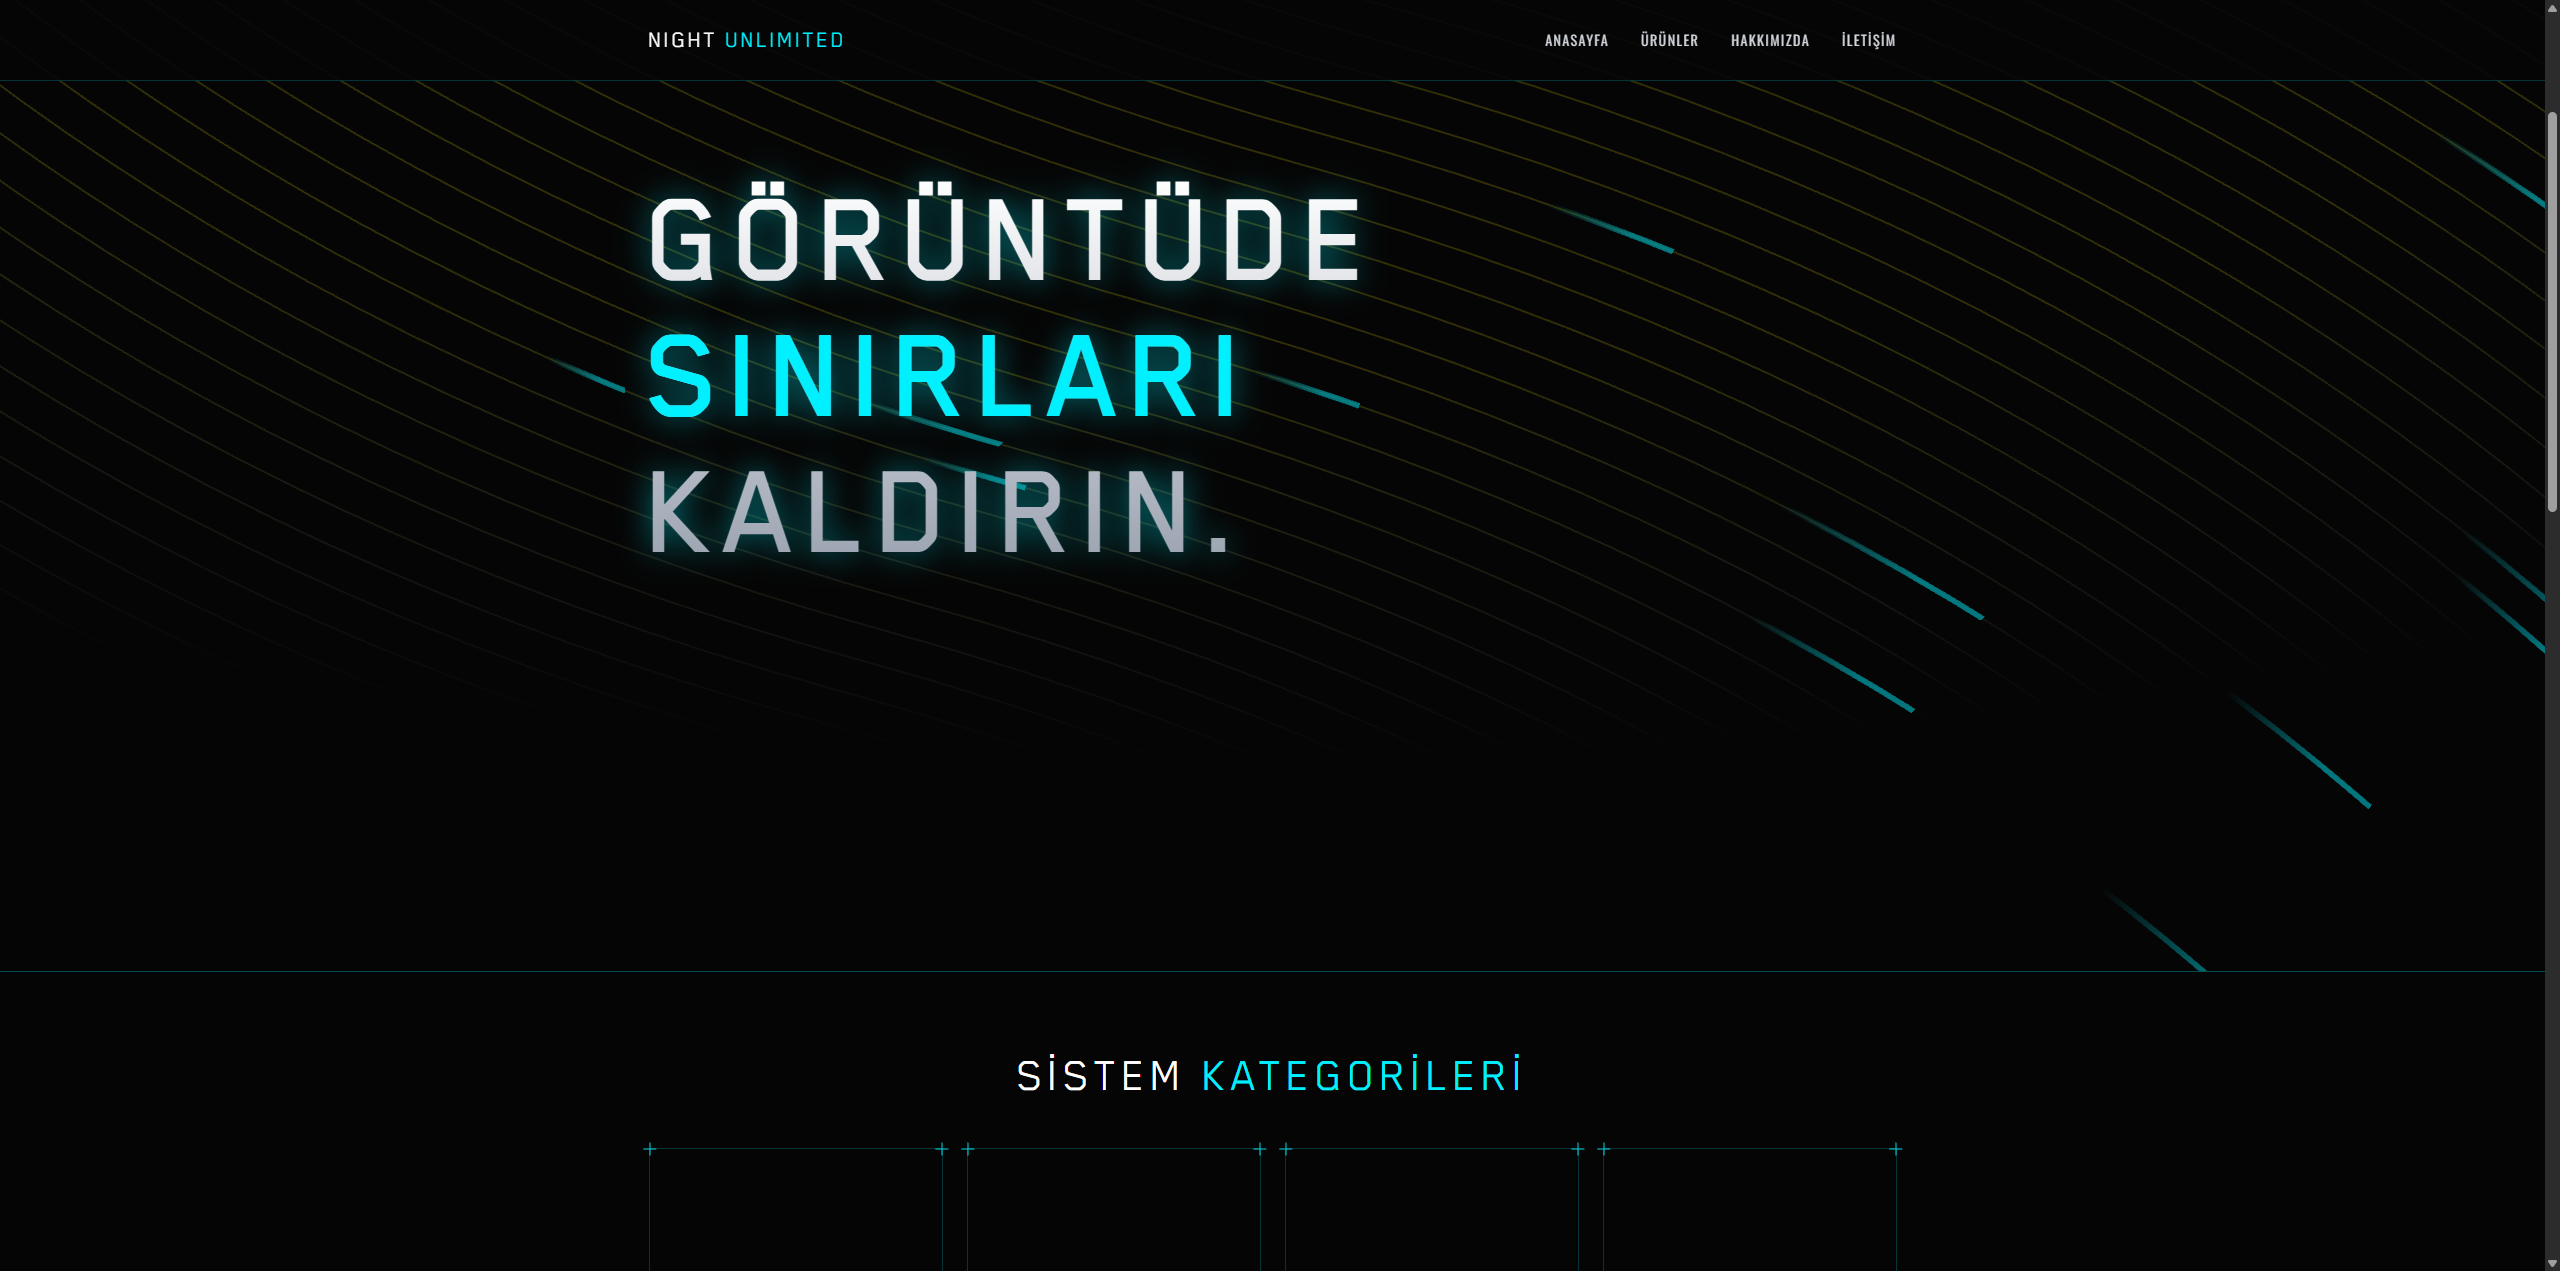 NIGHT UNLIMITED
ANASAYFA ÜRÜNLER HAKKIMIZDA İLETİŞİM
GÖRÜNTÜDE
SINIRLARI
KALDIRIN.
SİSTEM KATEGORİLERİ